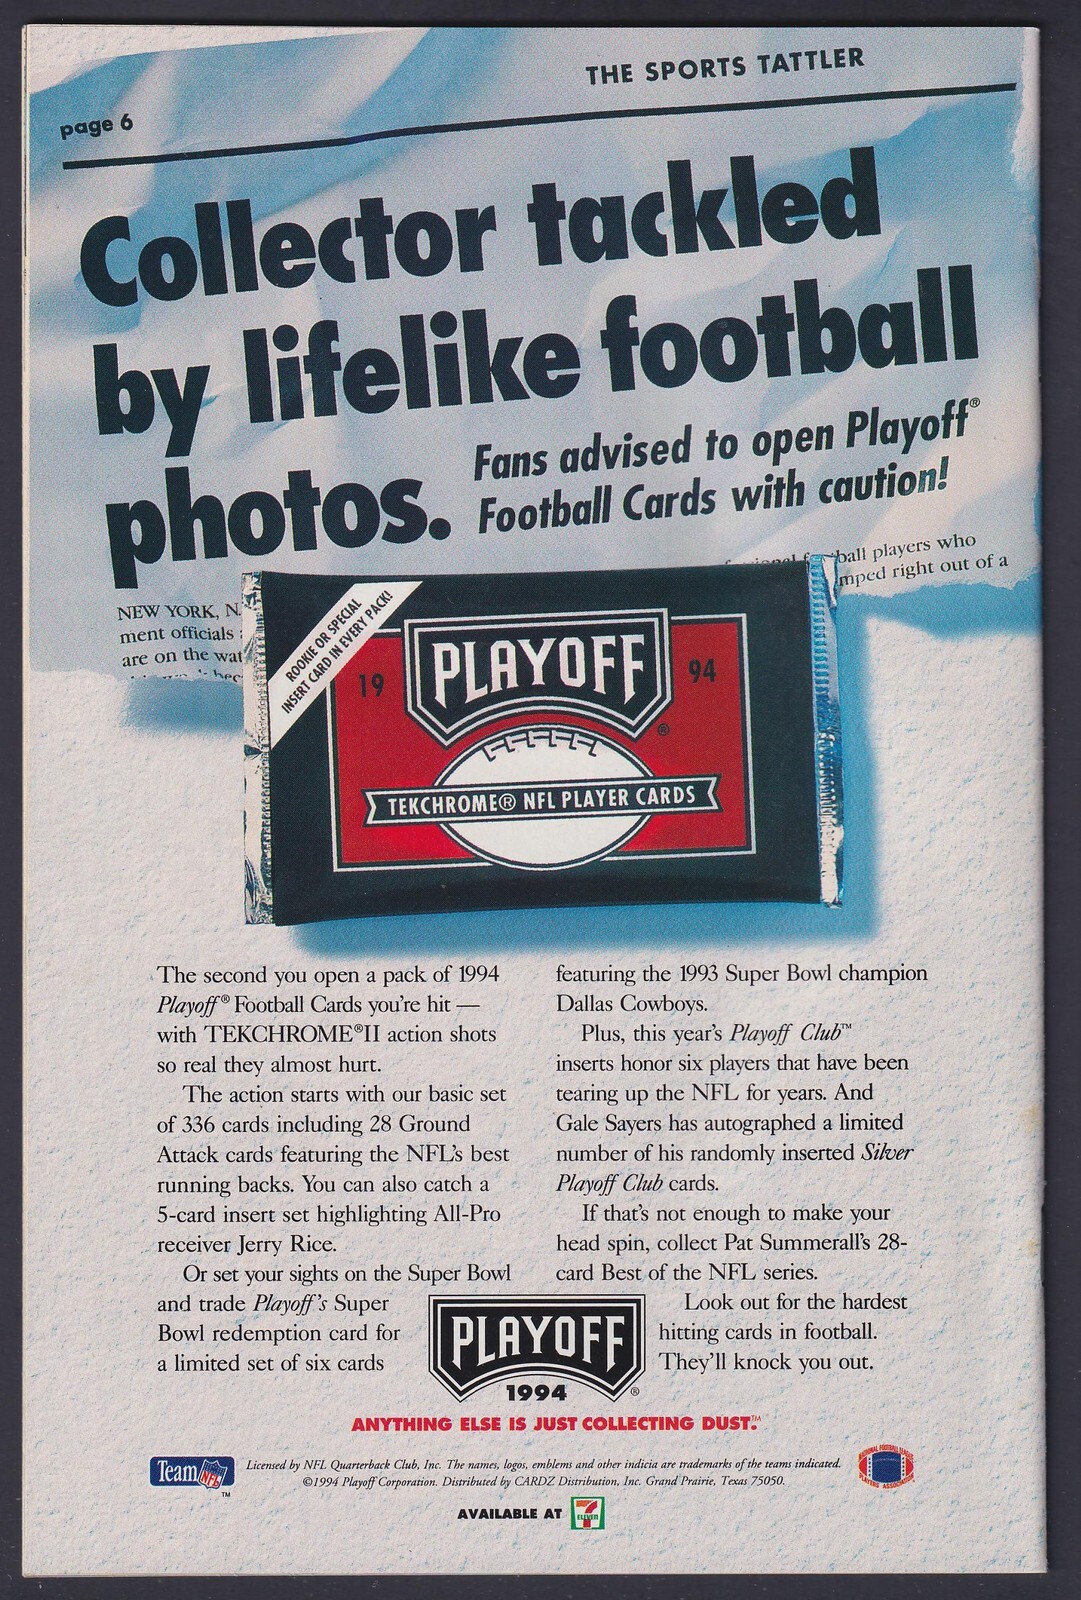 THE SPORTS TATTLER
page 6
Collector tackled
by lifelike football
photos.
Fans advised to open Playoff®
Football Cards with caution!
NEW YORK, N.
ment officials
are on the wat
ball players who
mped right out of a
ROOKIE OR SPECIAL
INSERT CARD IN EVERY PACK!
PLAYOFF
®
19 94
TEKCHROME® NFL PLAYER CARDS
The second you open a pack of 1994
Playoff® Football Cards you're hit —
with TEKCHROME®II action shots
so real they almost hurt.
The action starts with our basic set
of 336 cards including 28 Ground
Attack cards featuring the NFL's best
running backs. You can also catch a
5-card insert set highlighting All-Pro
receiver Jerry Rice.
Or set your sights on the Super Bowl
and trade Playoff's Super
Bowl redemption card for
a limited set of six cards
featuring the 1993 Super Bowl champion
Dallas Cowboys.
Plus, this year's Playoff Club™
inserts honor six players that have been
tearing up the NFL for years. And
Gale Sayers has autographed a limited
number of his randomly inserted Silver
Playoff Club cards.
If that's not enough to make your
head spin, collect Pat Summerall's 28-
card Best of the NFL series.
Look out for the hardest
hitting cards in football.
They'll knock you out.
PLAYOFF
1994 ®
ANYTHING ELSE IS JUST COLLECTING DUST.™
Team NFL ™
Licensed by NFL Quarterback Club, Inc. The names, logos, emblems and other indicia are trademarks of the teams indicated.
©1994 Playoff Corporation. Distributed by CARDZ Distribution, Inc. Grand Prairie, Texas 75050.
NATIONAL FOOTBALL LEAGUE
PLAYERS ASSOCIATION
AVAILABLE AT 7 ELEVEN